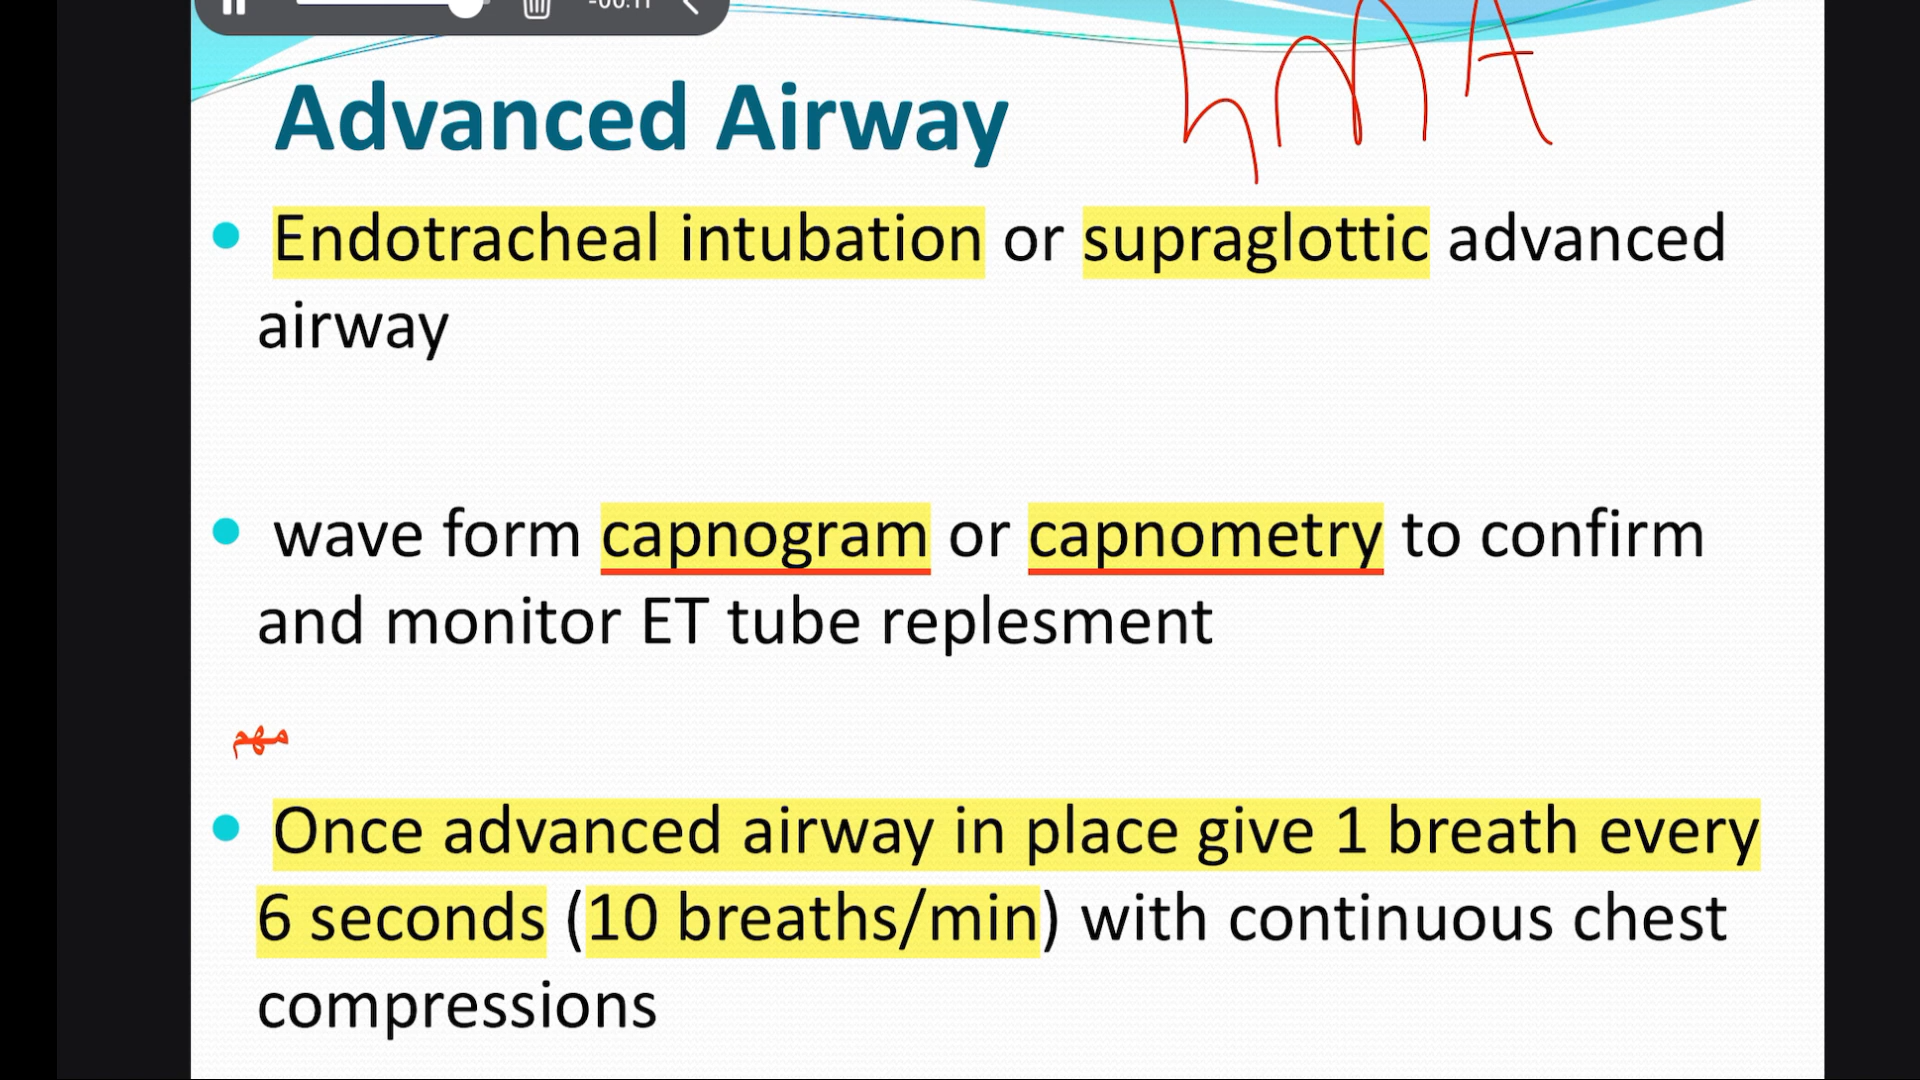 -00:11
LMA
Advanced Airway
Endotracheal intubation or supraglottic advanced
airway
wave form capnogram or capnometry to confirm
and monitor ET tube replesment
مهم
Once advanced airway in place give 1 breath every
6 seconds (10 breaths/min) with continuous chest
compressions